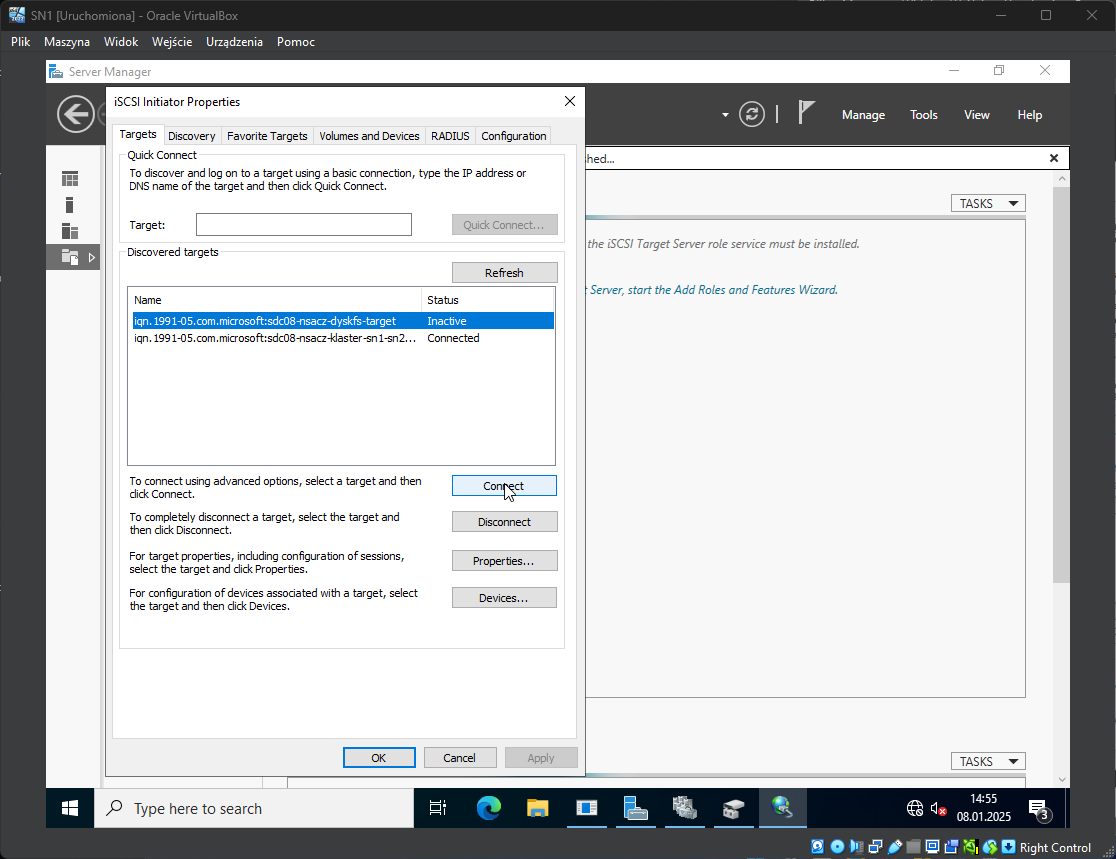 SN1 [Uruchomiona] - Oracle VirtualBox
Plik Maszyna Widok Wejście Urządzenia Pomoc
Server Manager
iSCSI Initiator Properties
Manage Tools View Help
Targets Discovery Favorite Targets Volumes and Devices RADIUS Configuration
Quick Connect
hed...
To discover and log on to a target using a basic connection, type the IP address or
DNS name of the target and then click Quick Connect.
TASKS
Target: Quick Connect...
the iSCSI Target Server role service must be installed.
Discovered targets
Refresh
t Server, start the Add Roles and Features Wizard.
Name Status
iqn.1991-05.com.microsoft:sdc08-nsacz-dyskfs-target Inactive
iqn.1991-05.com.microsoft:sdc08-nsacz-klaster-sn1-sn2... Connected
To connect using advanced options, select a target and then
click Connect.
Connect
To completely disconnect a target, select the target and
then click Disconnect.
Disconnect
For target properties, including configuration of sessions,
select the target and click Properties.
Properties...
For configuration of devices associated with a target, select
the target and then click Devices.
Devices...
OK Cancel Apply
TASKS
Type here to search
14:55
08.01.2025
3
Right Control